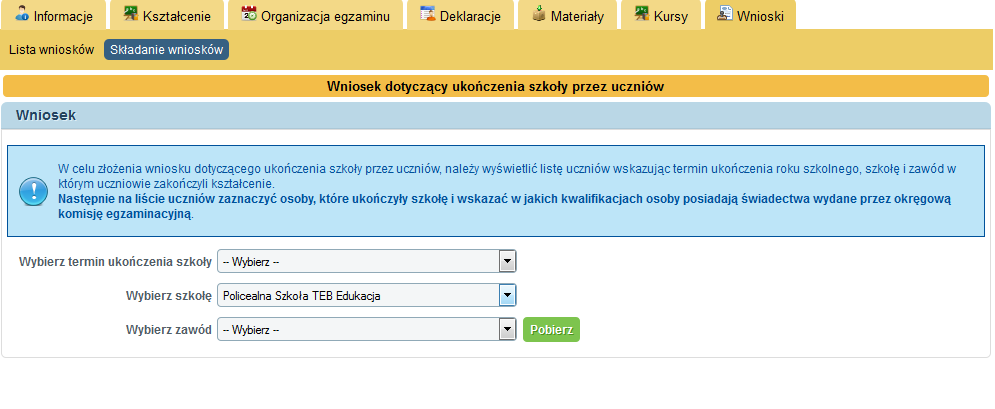 Informacje Kształcenie Organizacja egzaminu Deklaracje Materiały Kursy Wnioski
Lista wniosków Składanie wniosków
Wniosek dotyczący ukończenia szkoły przez uczniów
Wniosek
W celu złożenia wniosku dotyczącego ukończenia szkoły przez uczniów, należy wyświetlić listę uczniów wskazując termin ukończenia roku szkolnego, szkołę i zawód w
którym uczniowie zakończyli kształcenie.
Następnie na liście uczniów zaznaczyć osoby, które ukończyły szkołę i wskazać w jakich kwalifikacjach osoby posiadają świadectwa wydane przez okręgową
komisję egzaminacyjną.
Wybierz termin ukończenia szkoły -- Wybierz --
Wybierz szkołę Policealna Szkoła TEB Edukacja
Wybierz zawód -- Wybierz -- Pobierz